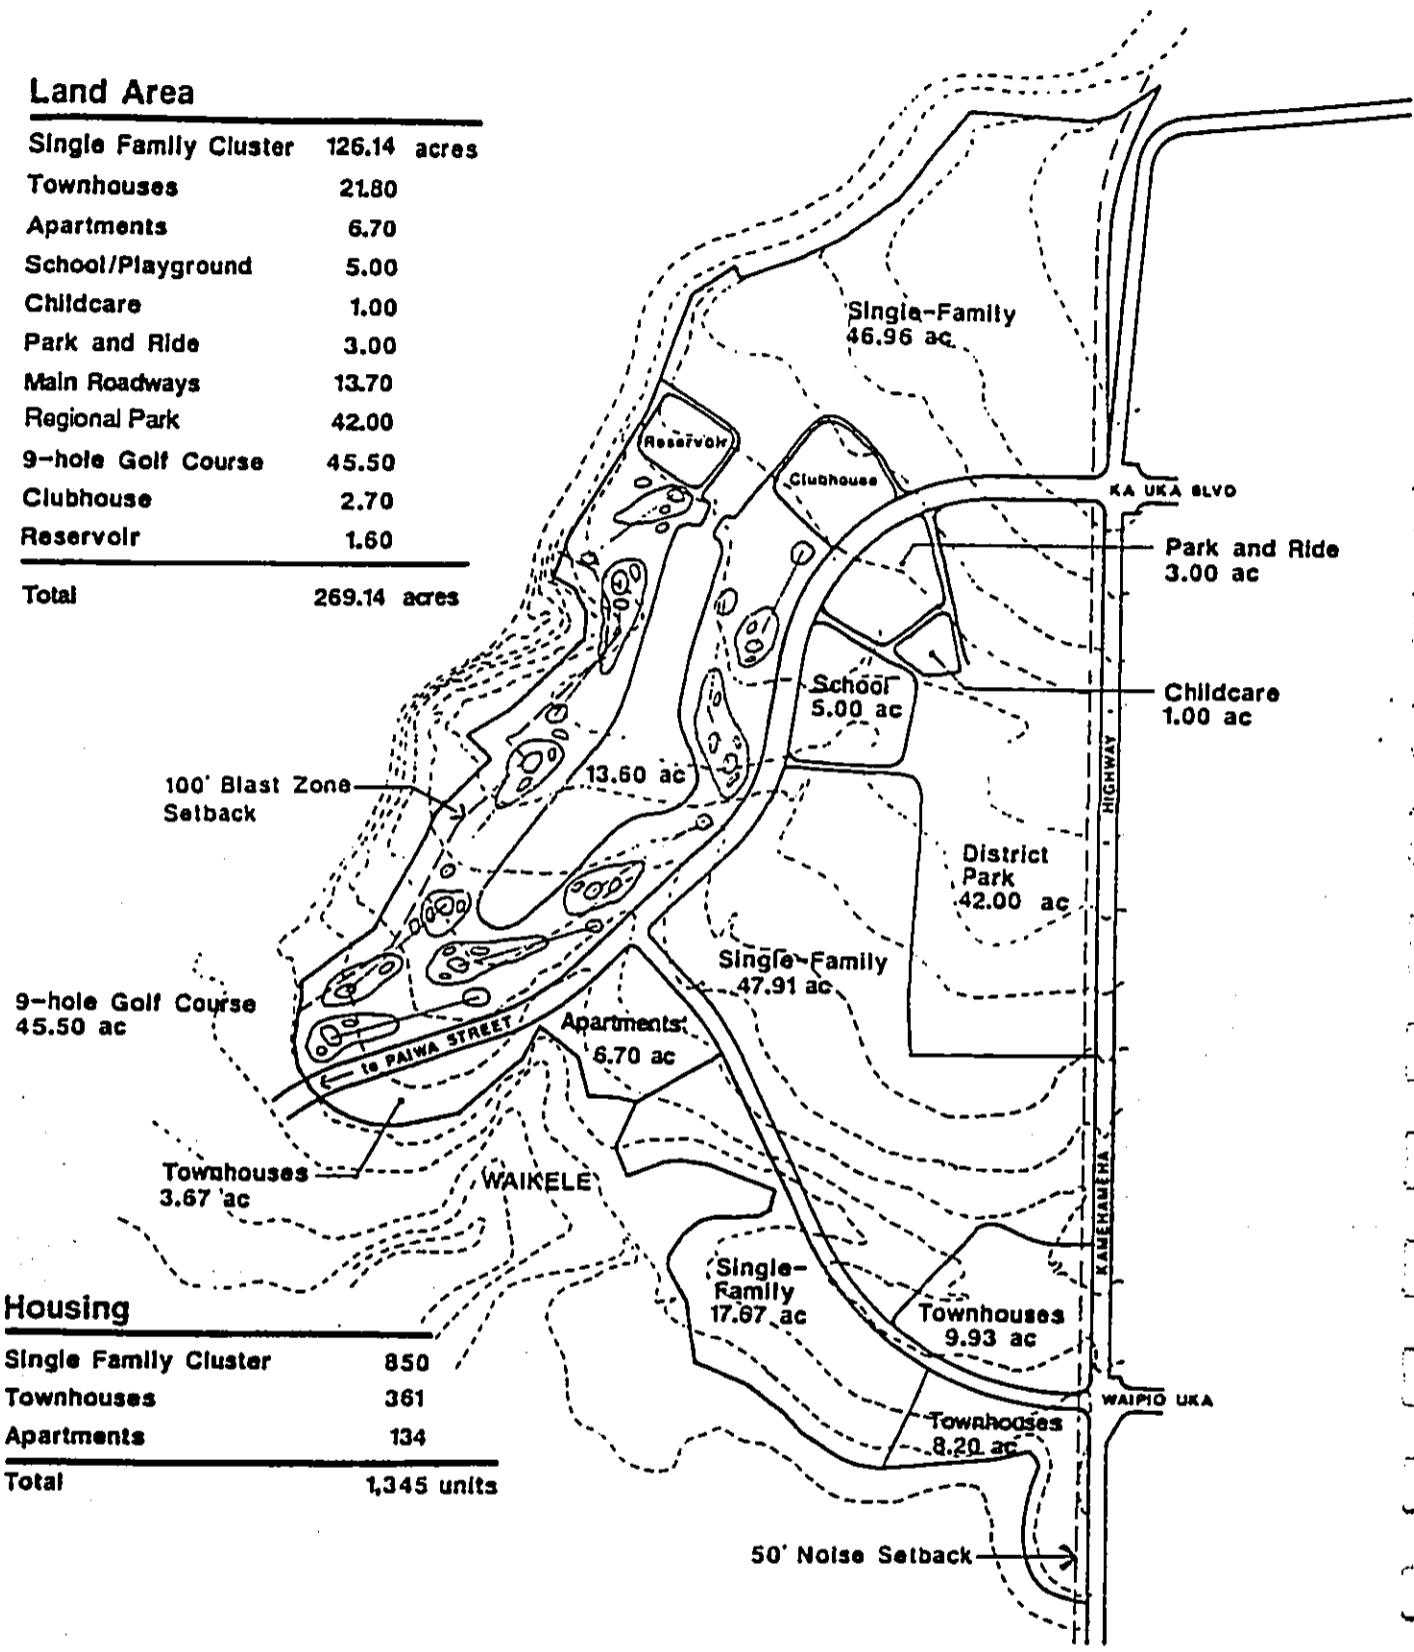 Land Area
Single Family Cluster 126.14 acres
Townhouses 21.80
Apartments 6.70
School/Playground 5.00
Childcare 1.00
Park and Ride 3.00
Main Roadways 13.70
Regional Park 42.00
9-hole Golf Course 45.50
Clubhouse 2.70
Reservoir 1.60
Total 269.14 acres
Single-Family
46.96 ac
Reservoir
Clubhouse
KA UKA BLVD
Park and Ride
3.00 ac
School
5.00 ac
Childcare
1.00 ac
HIGHWAY
13.60 ac
100' Blast Zone
Setback
District
Park
42.00 ac
Single-Family
47.91 ac
9-hole Golf Course
45.50 ac
Apartments
6.70 ac
to PAIWA STREET
Townhouses
3.67 ac
WAIKELE
KAMEHAMEHA
Single-
Family
17.67 ac
Townhouses
9.93 ac
WAIPIO UKA
Townhouses
8.20 ac
50' Noise Setback
Housing
Single Family Cluster 850
Townhouses 361
Apartments 134
Total 1,345 units